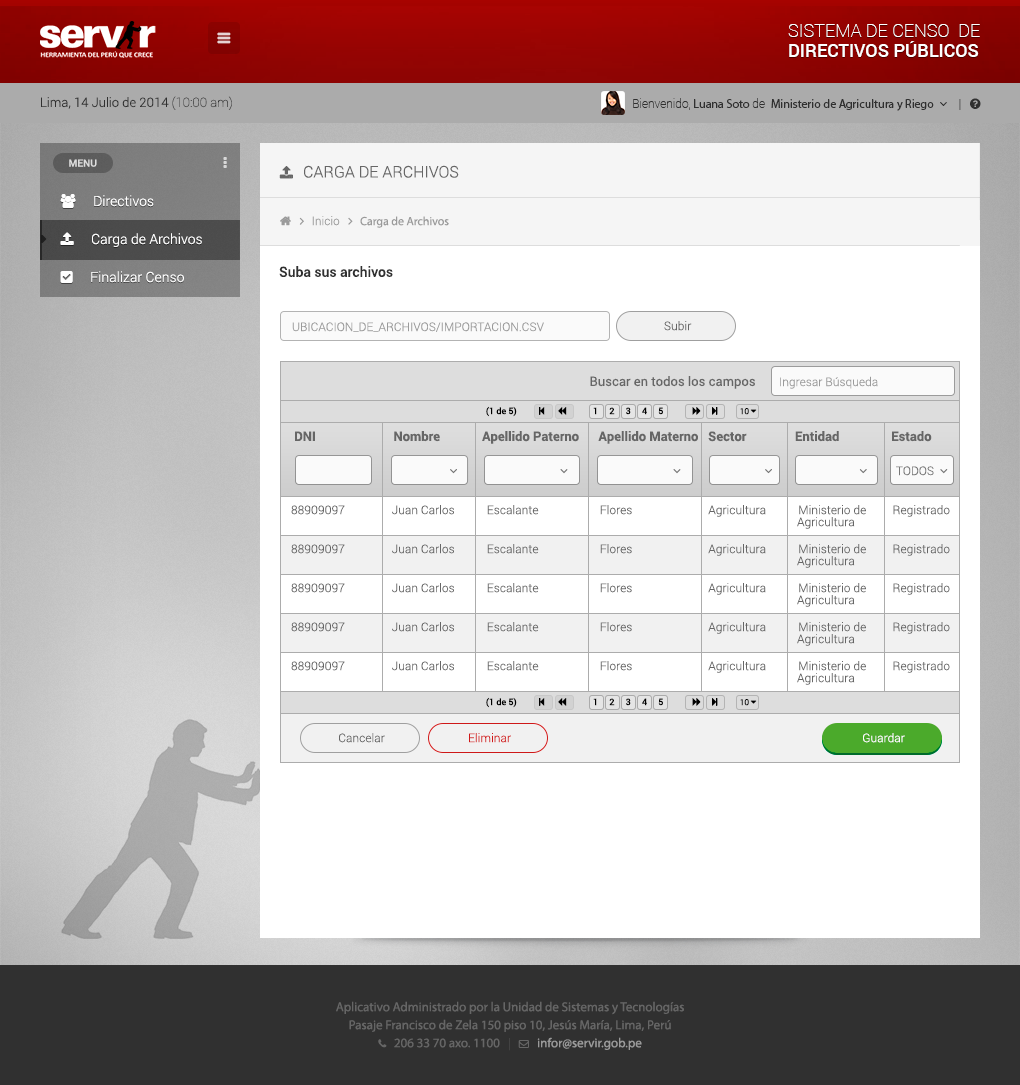 servir
HERRAMIENTA DEL PERÚ QUE CRECE
SISTEMA DE CENSO DE
DIRECTIVOS PÚBLICOS
Lima, 14 Julio de 2014 (10:00 am)
Bienvenido, Luana Soto de Ministerio de Agricultura y Riego |
MENU
Directivos
Carga de Archivos
Finalizar Censo
CARGA DE ARCHIVOS
Inicio Carga de Archivos
Suba sus archivos
UBICACION_DE_ARCHIVOS/IMPORTACION.CSV Subir
Buscar en todos los campos Ingresar Búsqueda
(1 de 5) 1 2 3 4 5 10
DNI Nombre Apellido Paterno Apellido Materno Sector Entidad Estado
TODOS
88909097 Juan Carlos Escalante Flores Agricultura Ministerio de Registrado
Agricultura
88909097 Juan Carlos Escalante Flores Agricultura Ministerio de Registrado
Agricultura
88909097 Juan Carlos Escalante Flores Agricultura Ministerio de Registrado
Agricultura
88909097 Juan Carlos Escalante Flores Agricultura Ministerio de Registrado
Agricultura
88909097 Juan Carlos Escalante Flores Agricultura Ministerio de Registrado
Agricultura
(1 de 5) 1 2 3 4 5 10
Cancelar Eliminar Guardar
Aplicativo Administrado por la Unidad de Sistemas y Tecnologías
Pasaje Francisco de Zela 150 piso 10, Jesús María, Lima, Perú
206 33 70 axo. 1100 | infor@servir.gob.pe